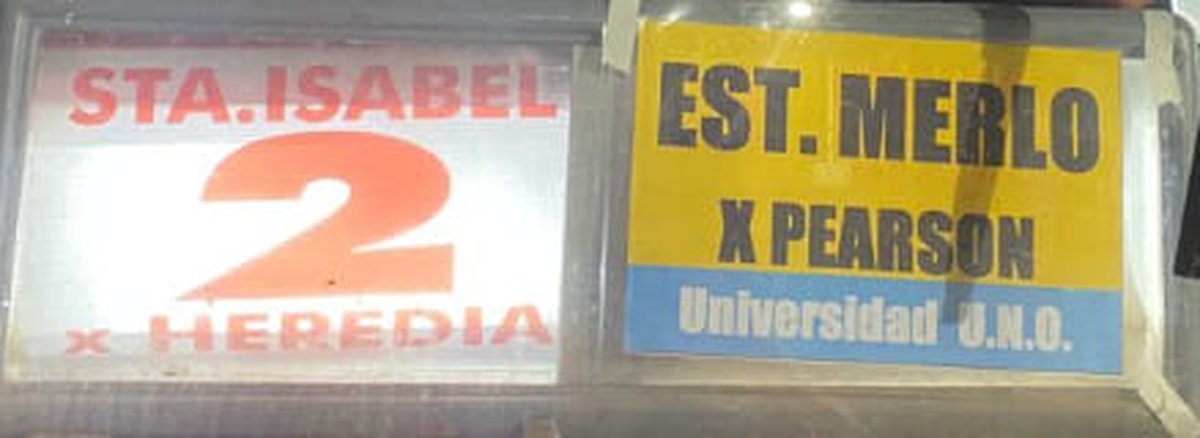 STA.ISABEL
2
x HEREDIA
EST. MERLO
X PEARSON
Universidad U.N.O.